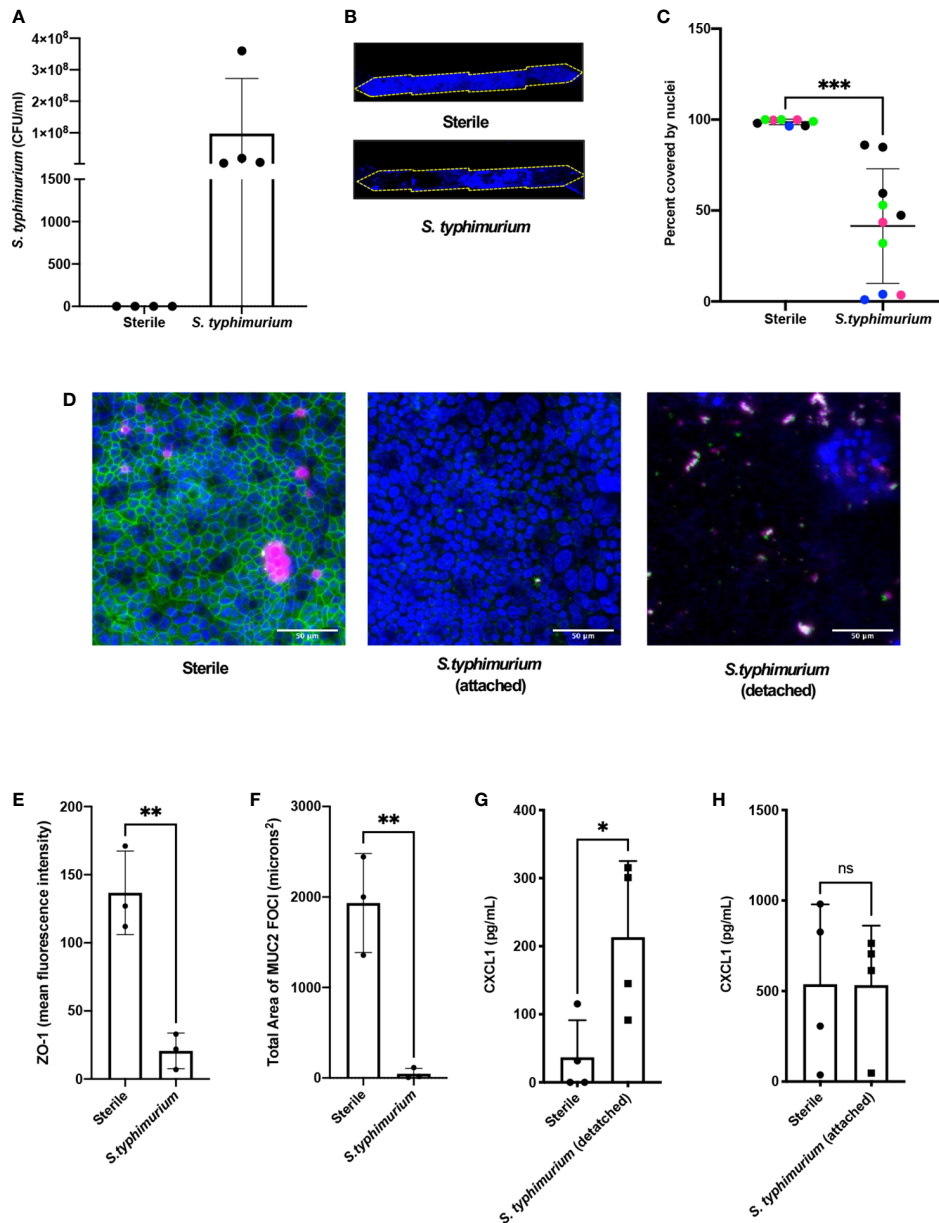 A
S. typhimurium (CFU/ml)
4×10⁸
3×10⁸
2×10⁸
1×10⁸
1500
1000
500
0
Sterile
S. typhimurium
B
Sterile
S. typhimurium
C
Percent covered by nuclei
150
100
50
0
***
Sterile
S.typhimurium
D
50 µm
50 µm
50 µm
Sterile
S.typhimurium
(attached)
S.typhimurium
(detached)
E
ZO-1 (mean fluorescence intensity)
200
150
100
50
0
**
Sterile
S.typhimurium
F
Total Area of MUC2 FOCI (microns²)
3000
2000
1000
0
**
Sterile
S.typhimurium
G
CXCL1 (pg/mL)
400
300
200
100
0
*
Sterile
S. typhimurium (detatched)
H
CXCL1 (pg/mL)
1500
1000
500
0
ns
Sterile
S. typhimurium (attached)